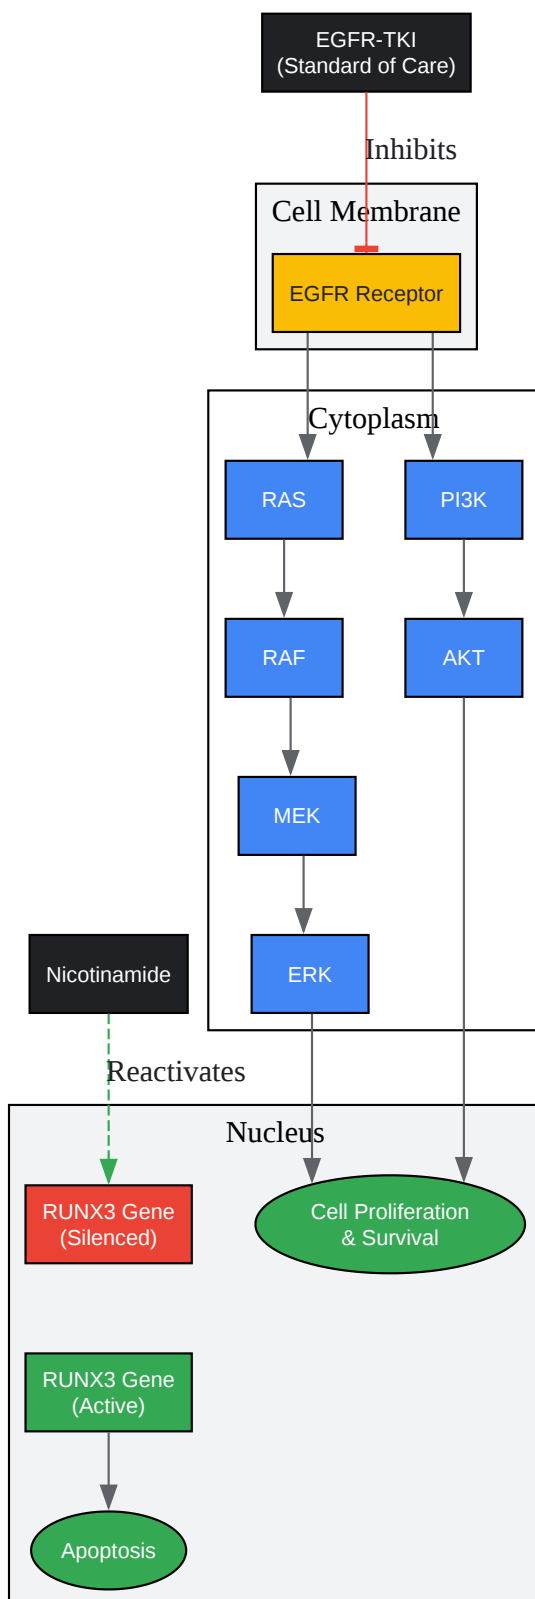 EGFR-TKI
(Standard of Care)
Inhibits
Cell Membrane
EGFR Receptor
Cytoplasm
RAS
PI3K
RAF
AKT
MEK
Nicotinamide
ERK
Reactivates
Nucleus
RUNX3 Gene
(Silenced)
Cell Proliferation
& Survival
RUNX3 Gene
(Active)
Apoptosis